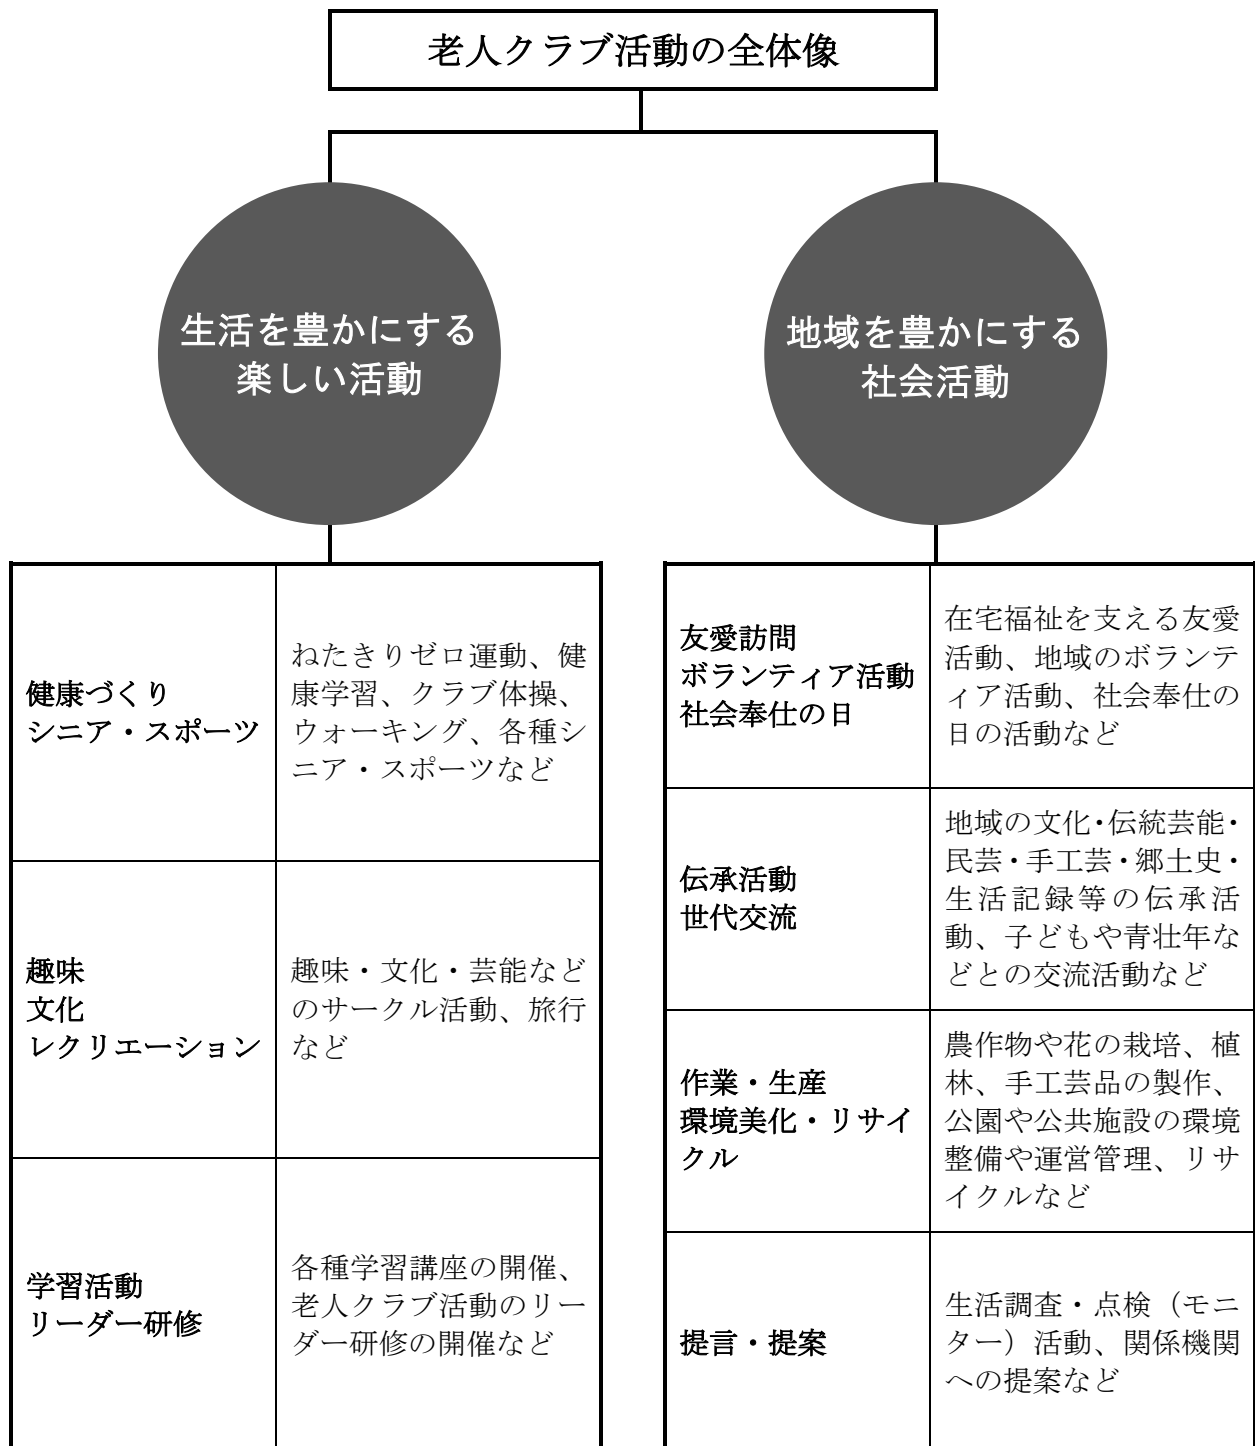 老人クラブ活動の全体像
生活を豊かにする
楽しい活動
地域を豊かにする
社会活動
健康づくり
シニア・スポーツ
ねたきりゼロ運動、健
康学習、クラブ体操、
ウォーキング、各種シ
ニア・スポーツなど
趣味
文化
レクリエーション
趣味・文化・芸能など
のサークル活動、旅行
など
学習活動
リーダー研修
各種学習講座の開催、
老人クラブ活動のリー
ダー研修の開催など
友愛訪問
ボランティア活動
社会奉仕の日
在宅福祉を支える友愛
活動、地域のボランテ
ィア活動、社会奉仕の
日の活動など
伝承活動
世代交流
地域の文化・伝統芸能・
民芸・手工芸・郷土史・
生活記録等の伝承活
動、子どもや青壮年な
どとの交流活動など
作業・生産
環境美化・リサイ
クル
農作物や花の栽培、植
林、手工芸品の製作、
公園や公共施設の環境
整備や運営管理、リサ
イクルなど
提言・提案
生活調査・点検（モニ
ター）活動、関係機関
への提案など